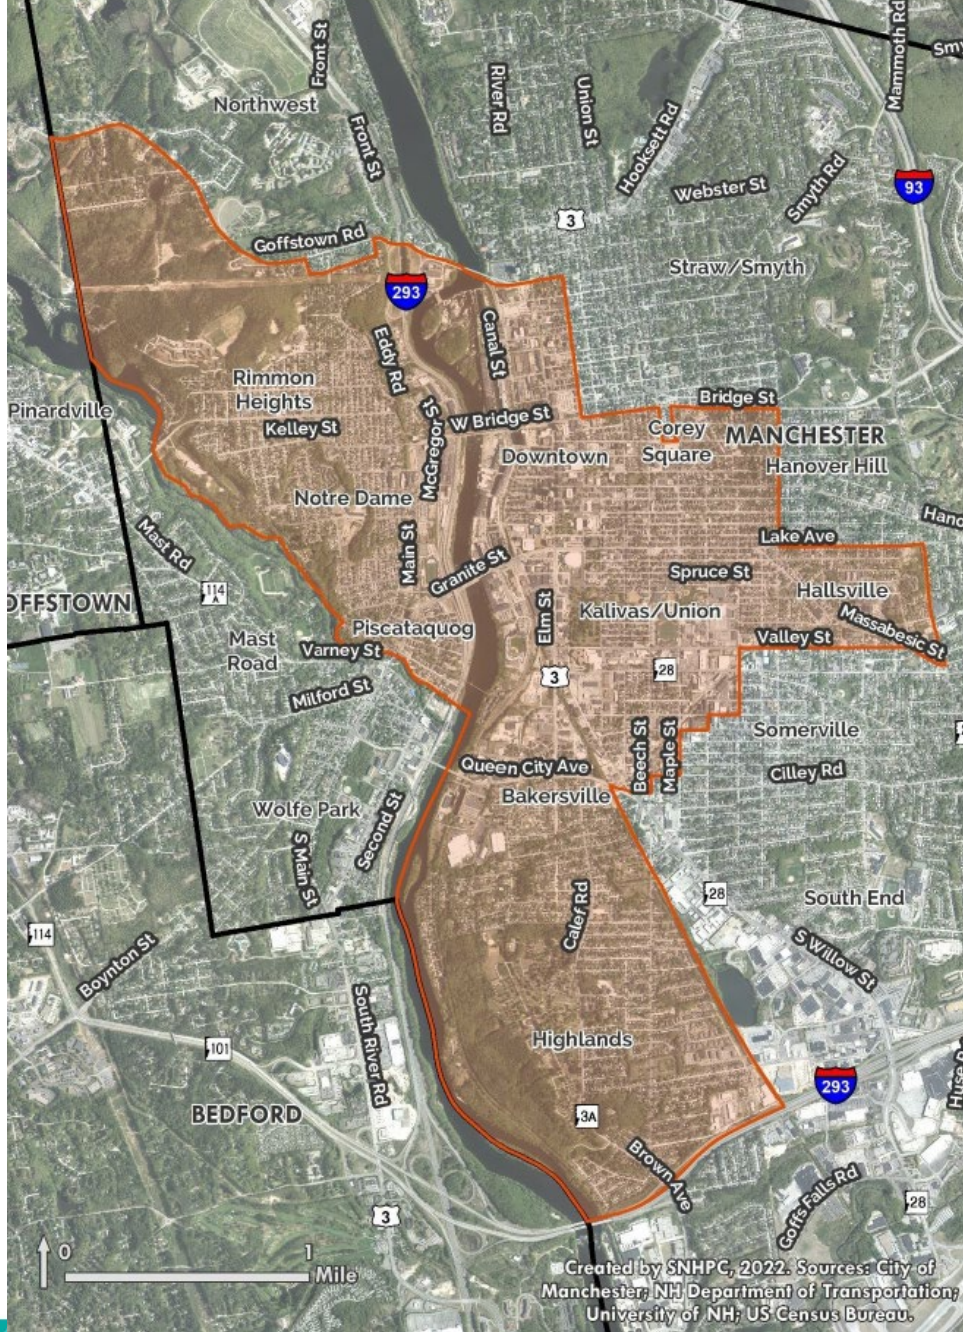 Front St
Mammoth Rd
River Rd
Union St
Northwest
Front St
Hooksett Rd
Webster St
Smyth Rd
93
3
Goffstown Rd
Straw/Smyth
293
Canal St
Eddy Rd
Rimmon
Heights
Pinardville
Bridge St
McGregor St
W Bridge St
Kelley St
Corey
Square
MANCHESTER
Downtown
Hanover Hill
Notre Dame
Mast Rd
Main St
Lake Ave
Granite St
Spruce St
114
A
Hallsville
Elm St
Kalivas/Union
Massabesic St
Piscataquog
Mast
Road
Varney St
Valley St
3
28
Milford St
Somerville
Beech St
Maple St
Queen City Ave
Cilley Rd
Bakersville
Wolfe Park
Second St
S Main St
28
South End
Calef Rd
114
Boynton St
S Willow St
South River Rd
101
Highlands
293
BEDFORD
3A
Brown Ave
Goffs Falls Rd
28
3
0
1
Mile
Created by SNHPC, 2022. Sources: City of
Manchester; NH Department of Transportation;
University of NH; US Census Bureau.